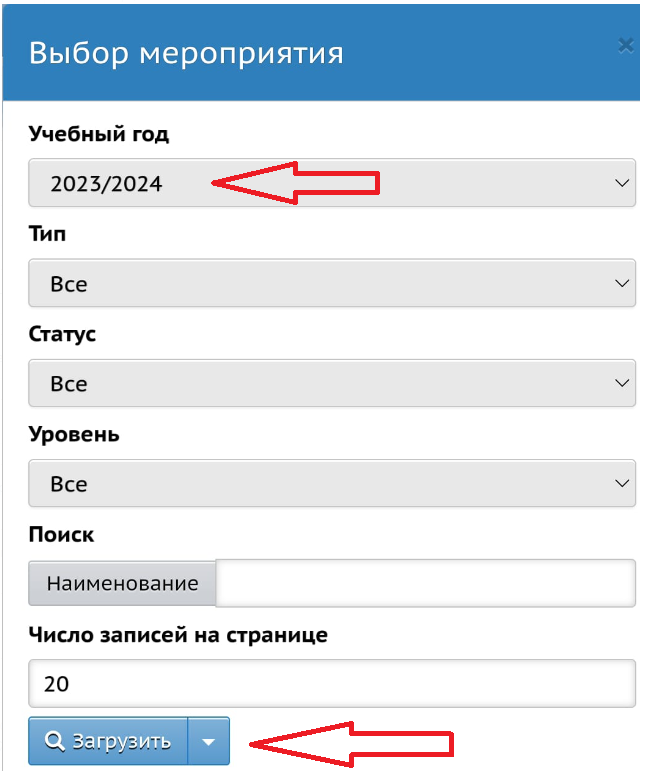 Выбор мероприятия
Учебный год
2023/2024
Тип
Все
Статус
Все
Уровень
Все
Поиск
Наименование
Число записей на странице
20
Загрузить